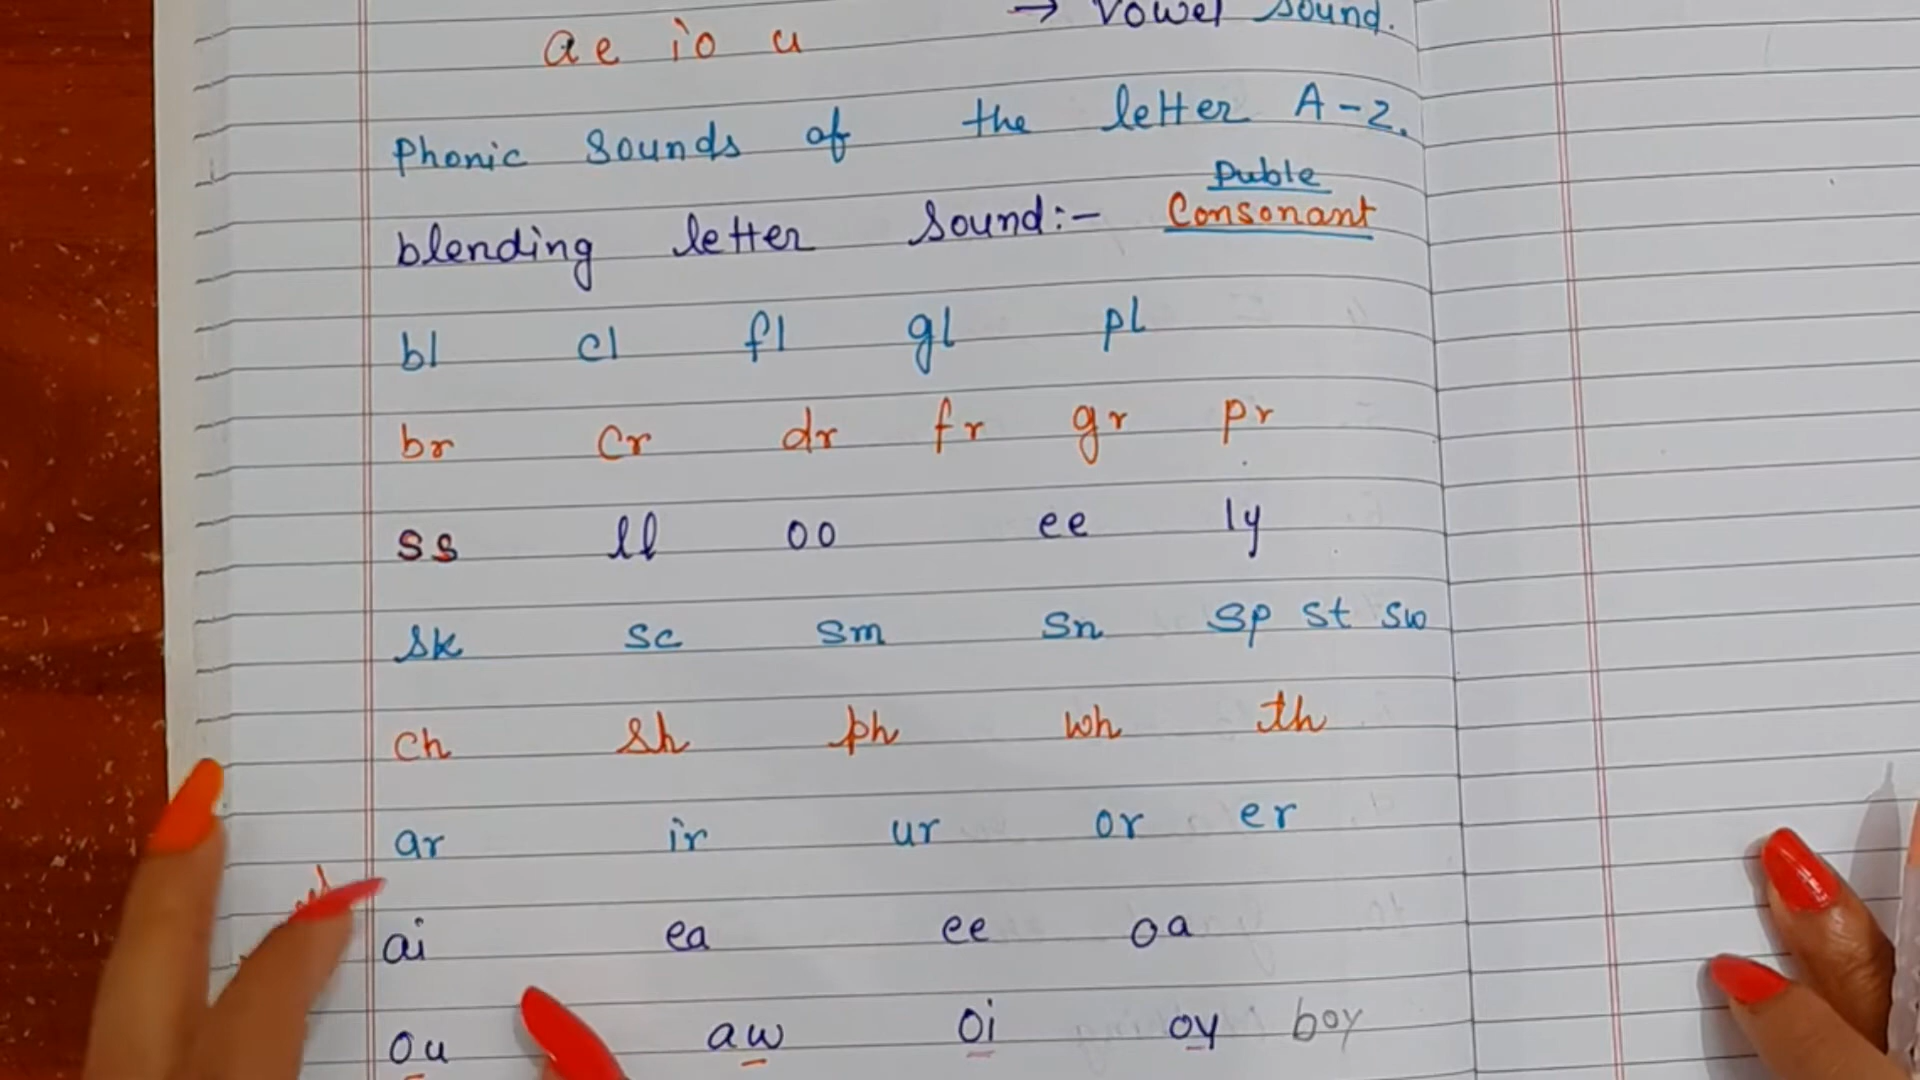 → Vowel Sound.
a e i o u
Phonic Sounds of the letter A-Z.
Duble
blending letter Sound:- Consonant
bl cl fl gl pl
br cr dr fr gr pr
ss ll oo ee ly
sk sc sm sn sp st sw
ch sh ph wh th
ar ir ur or er
ai ea ee oa
ou aw oi oy boy